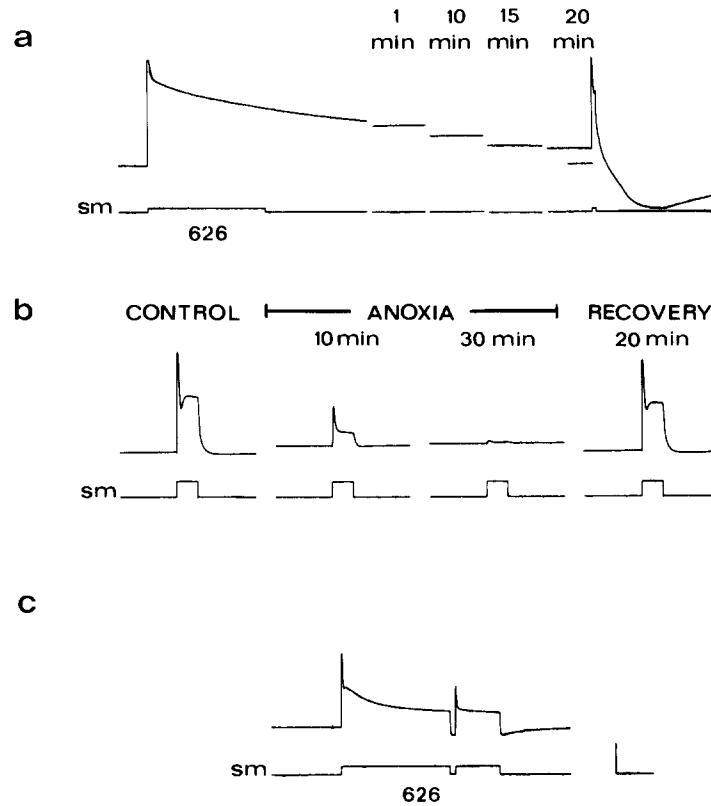 a
1 10 15 20
min min min min
sm
626
b
CONTROL ANOXIA RECOVERY
10 min 30 min 20 min
sm
c
sm
626